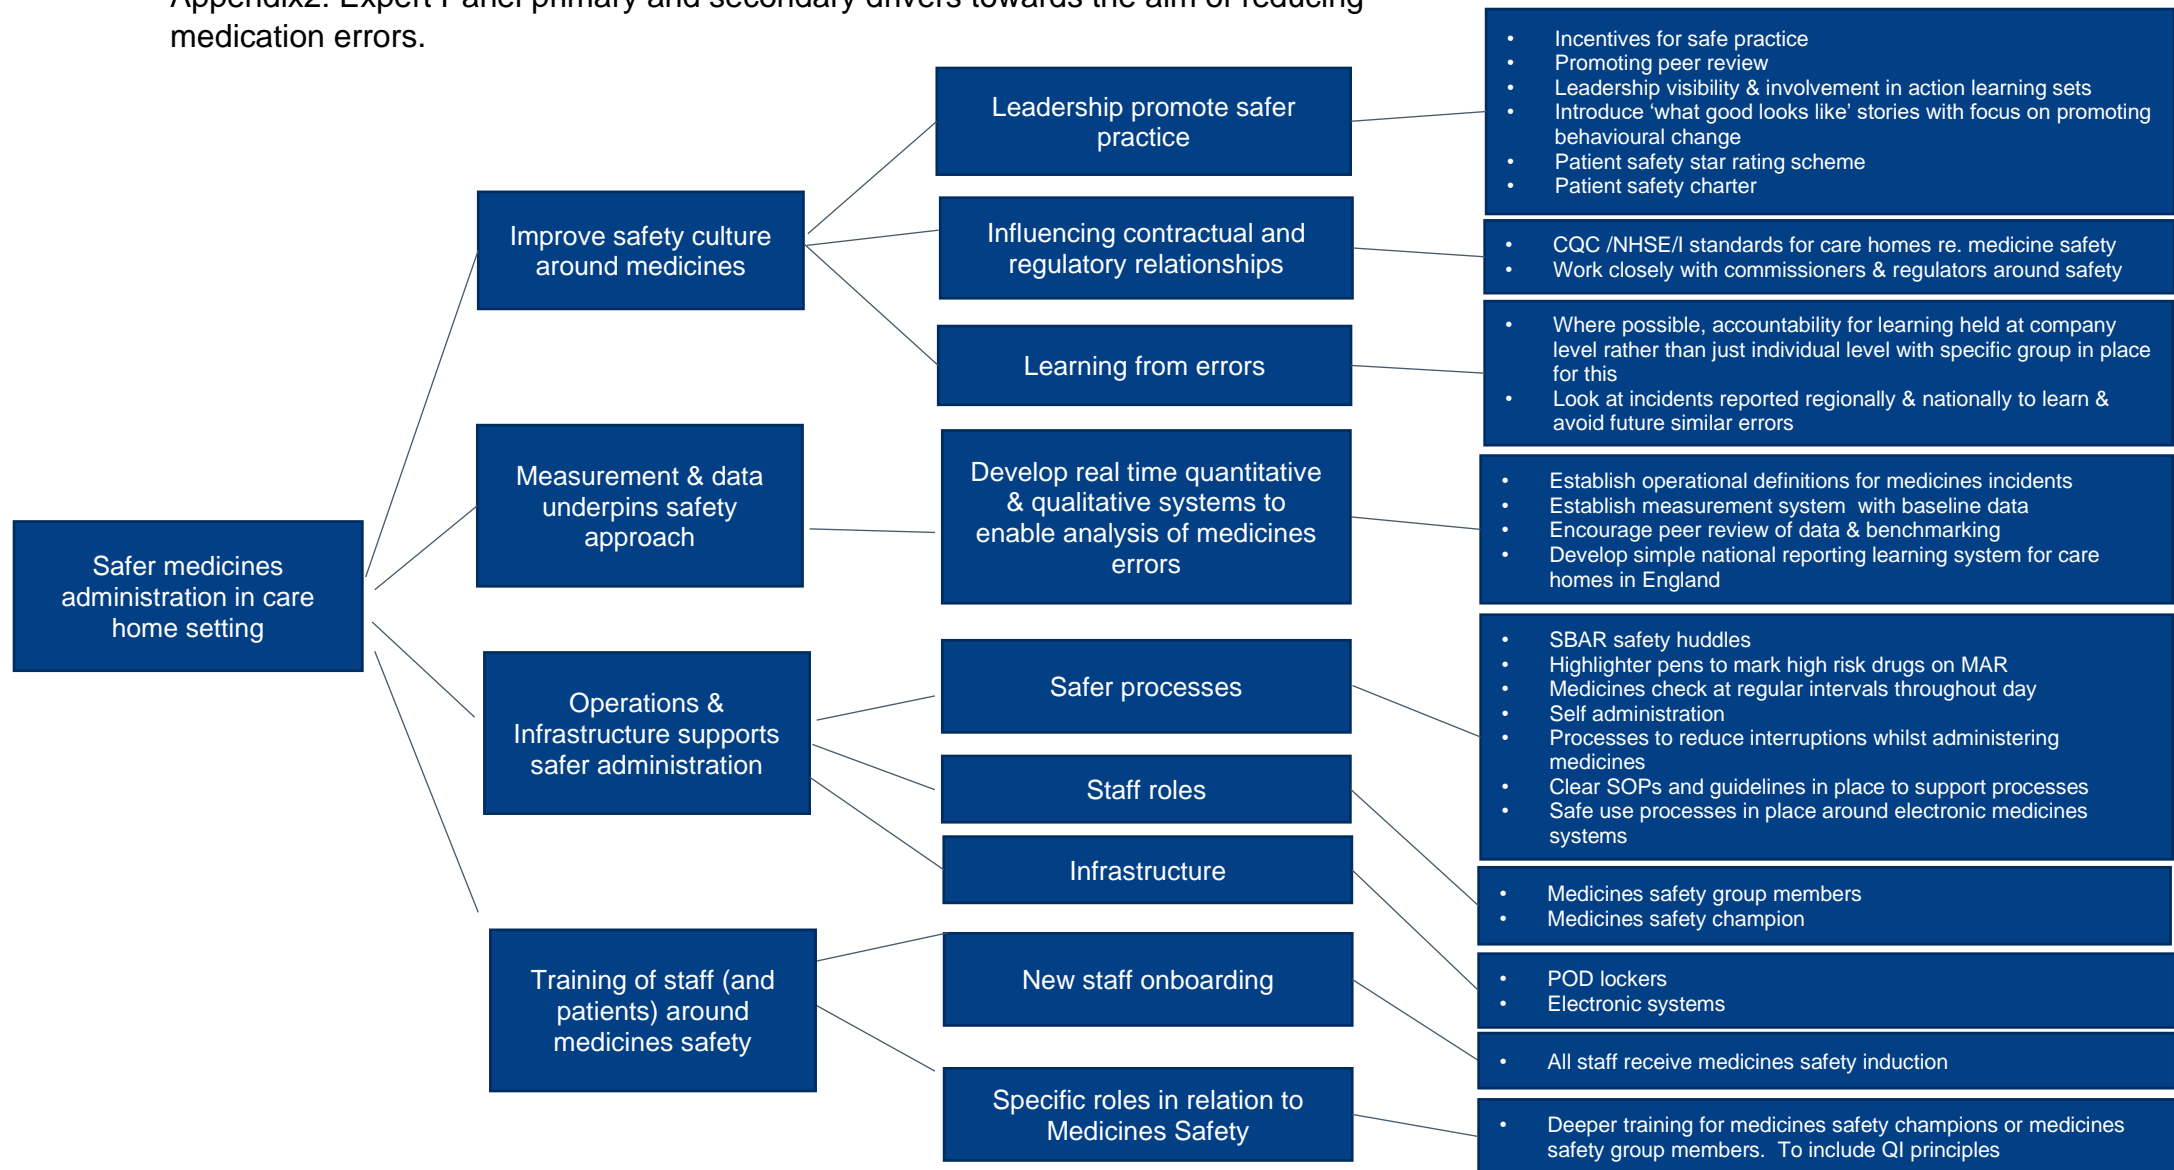 Appendix2: Expert Panel primary and secondary drivers towards the aim of reducing
medication errors.
Safer medicines
administration in care
home setting
Improve safety culture
around medicines
Measurement & data
underpins safety
approach
Operations &
Infrastructure supports
safer administration
Training of staff (and
patients) around
medicines safety
Leadership promote safer
practice
Influencing contractual and
regulatory relationships
Learning from errors
Develop real time quantitative
& qualitative systems to
enable analysis of medicines
errors
Safer processes
Staff roles
Infrastructure
New staff onboarding
Specific roles in relation to
Medicines Safety
• Incentives for safe practice
• Promoting peer review
• Leadership visibility & involvement in action learning sets
• Introduce ‘what good looks like’ stories with focus on promoting
behavioural change
• Patient safety star rating scheme
• Patient safety charter
• CQC /NHSE/I standards for care homes re. medicine safety
• Work closely with commissioners & regulators around safety
• Where possible, accountability for learning held at company
level rather than just individual level with specific group in place
for this
• Look at incidents reported regionally & nationally to learn &
avoid future similar errors
• Establish operational definitions for medicines incidents
• Establish measurement system with baseline data
• Encourage peer review of data & benchmarking
• Develop simple national reporting learning system for care
homes in England
• SBAR safety huddles
• Highlighter pens to mark high risk drugs on MAR
• Medicines check at regular intervals throughout day
• Self administration
• Processes to reduce interruptions whilst administering
medicines
• Clear SOPs and guidelines in place to support processes
• Safe use processes in place around electronic medicines
systems
• Medicines safety group members
• Medicines safety champion
• POD lockers
• Electronic systems
• All staff receive medicines safety induction
• Deeper training for medicines safety champions or medicines
safety group members. To include QI principles